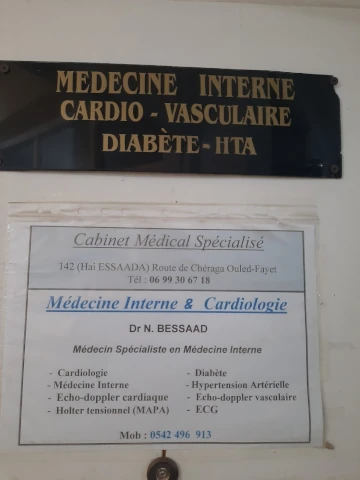 MEDECINE INTERNE
CARDIO - VASCULAIRE
DIABÈTE - HTA
Cabinet Médical Spécialisé
142 (Hai ESSAADA) Route de Chéraga Ouled-Fayet
Tél : 06 99 30 67 18
Médecine Interne & Cardiologie
Dr N. BESSAAD
Médecin Spécialiste en Médecine Interne
- Cardiologie
- Médecine Interne
- Echo-doppler cardiaque
- Holter tensionnel (MAPA)
- Diabète
- Hypertension Artérielle
- Echo-doppler vasculaire
- ECG
Mob : 0542 496 913